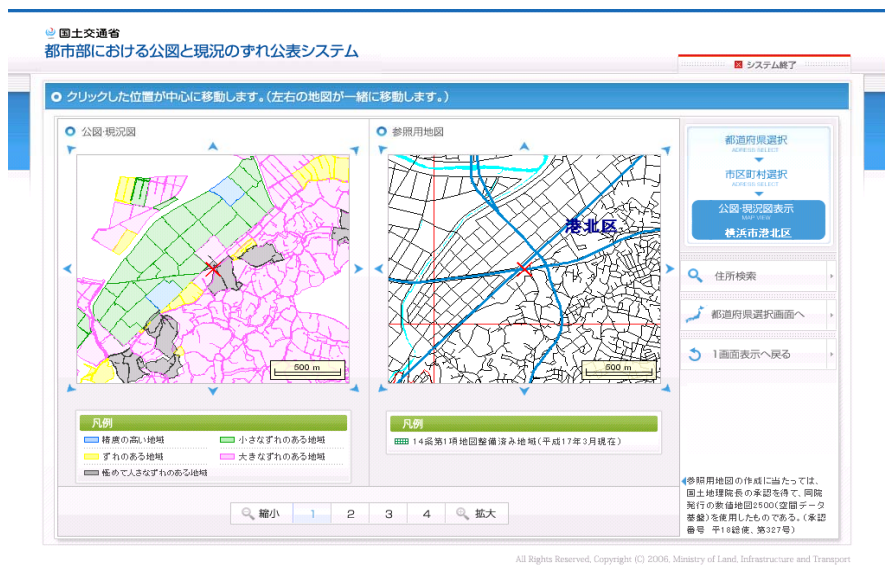 国土交通省
都市部における公図と現況のずれ公表システム
システム終了
クリックした位置が中心に移動します。(左右の地図が一緒に移動します。)
公図・現況図
参照用地図
港北区
500 m
500 m
凡例
精度の高い地域
小さなずれのある地域
ずれのある地域
大きなずれのある地域
極めて大きなずれのある地域
凡例
14条第1項地図整備済み地域(平成17年3月現在)
縮小
1
2
3
4
拡大
都道府県選択
ADRESS SELECT
市区町村選択
ADRESS SELECT
公図・現況図表示
MAP VIEW
横浜市港北区
住所検索
都道府県選択画面へ
1画面表示へ戻る
参照用地図の作成に当たっては、
国土地理院長の承認を得て、同院
発行の数値地図2500(空間データ
基盤)を使用したものである。(承認
番号 平18総使、第327号)
All Rights Reserved, Copyright (C) 2006, Ministry of Land, Infrastructure and Transport